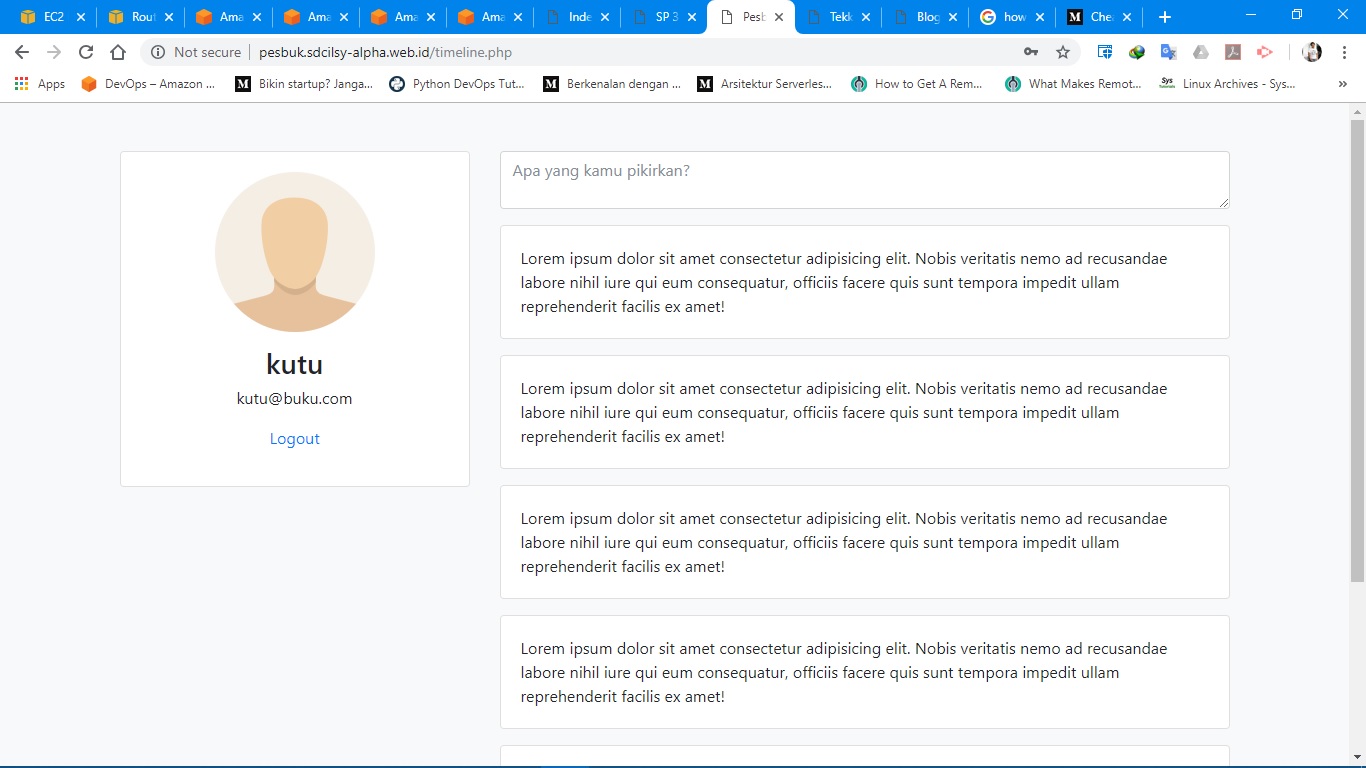 EC2
Rout
Ama
Ama
Ama
Ama
Inde
SP 3
Pesb
Tekk
Blog
how
Chea
Not secure
pesbuk.sdcilsy-alpha.web.id/timeline.php
Apps
DevOps – Amazon ...
Bikin startup? Janga...
Python DevOps Tut...
Berkenalan dengan ...
Arsitektur Serverles...
How to Get A Rem...
What Makes Remot...
Linux Archives - Sys...
kutu
kutu@buku.com
Logout
Apa yang kamu pikirkan?
Lorem ipsum dolor sit amet consectetur adipisicing elit. Nobis veritatis nemo ad recusandae
labore nihil iure qui eum consequatur, officiis facere quis sunt tempora impedit ullam
reprehenderit facilis ex amet!
Lorem ipsum dolor sit amet consectetur adipisicing elit. Nobis veritatis nemo ad recusandae
labore nihil iure qui eum consequatur, officiis facere quis sunt tempora impedit ullam
reprehenderit facilis ex amet!
Lorem ipsum dolor sit amet consectetur adipisicing elit. Nobis veritatis nemo ad recusandae
labore nihil iure qui eum consequatur, officiis facere quis sunt tempora impedit ullam
reprehenderit facilis ex amet!
Lorem ipsum dolor sit amet consectetur adipisicing elit. Nobis veritatis nemo ad recusandae
labore nihil iure qui eum consequatur, officiis facere quis sunt tempora impedit ullam
reprehenderit facilis ex amet!